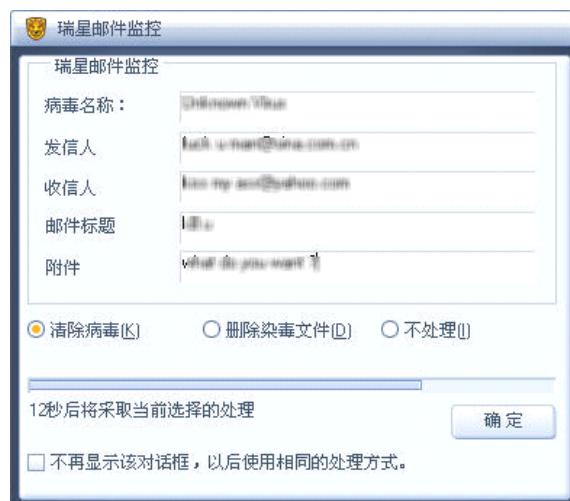 瑞星邮件监控
瑞星邮件监控
病毒名称：
发信人
收信人
邮件标题
附件 what do you want ?
清除病毒(K) 删除染毒文件(D) 不处理(I)
12秒后将采取当前选择的处理
确定
不再显示该对话框，以后使用相同的处理方式。